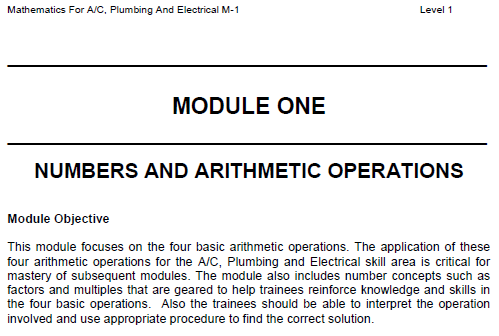 Mathematics For A/C, Plumbing And Electrical M-1 Level 1
MODULE ONE
NUMBERS AND ARITHMETIC OPERATIONS
Module Objective
This module focuses on the four basic arithmetic operations. The application of these
four arithmetic operations for the A/C, Plumbing and Electrical skill area is critical for
mastery of subsequent modules. The module also includes number concepts such as
factors and multiples that are geared to help trainees reinforce knowledge and skills in
the four basic operations. Also the trainees should be able to interpret the operation
involved and use appropriate procedure to find the correct solution.